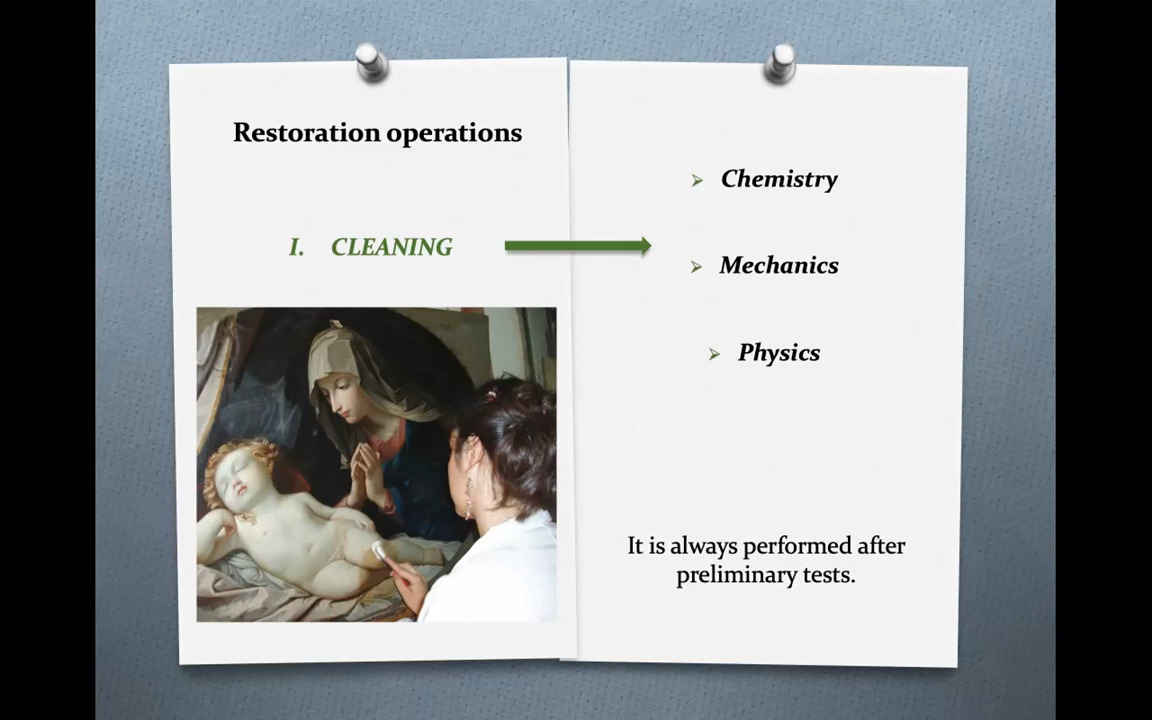 Restoration operations
I. CLEANING
Chemistry
Mechanics
Physics
It is always performed after
preliminary tests.